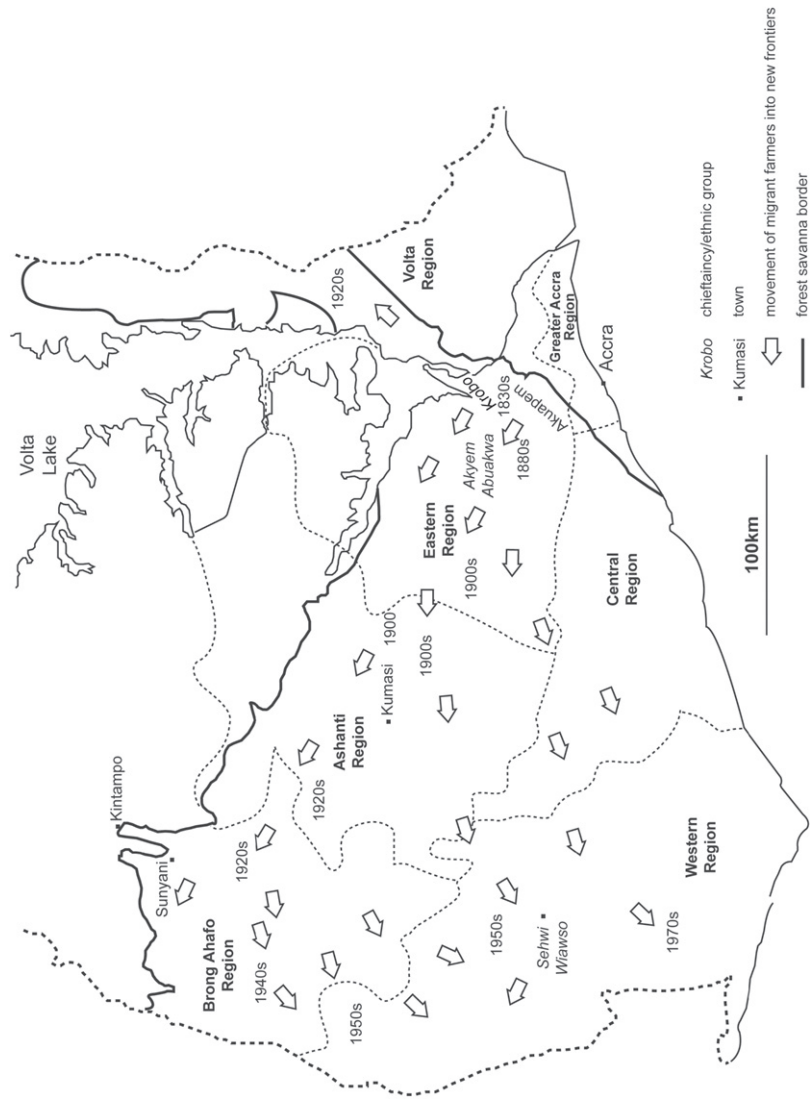 Volta
Lake
Kintampo
Sunyani
Brong Ahafo
Region
1920s
1940s
1950s
1920s
Ashanti
Region
Kumasi
1900
1900s
1920s
Volta
Region
Eastern
Region
1900s
Akyem
Abuakwa
1880s
Krobo
1830s
Akuapem
Greater Accra
Region
Accra
1950s
Sehwi
Wiawso
Central
Region
Western
Region
1970s
100km
Krobo chieftaincy/ethnic group
Kumasi town
movement of migrant farmers into new frontiers
forest savanna border